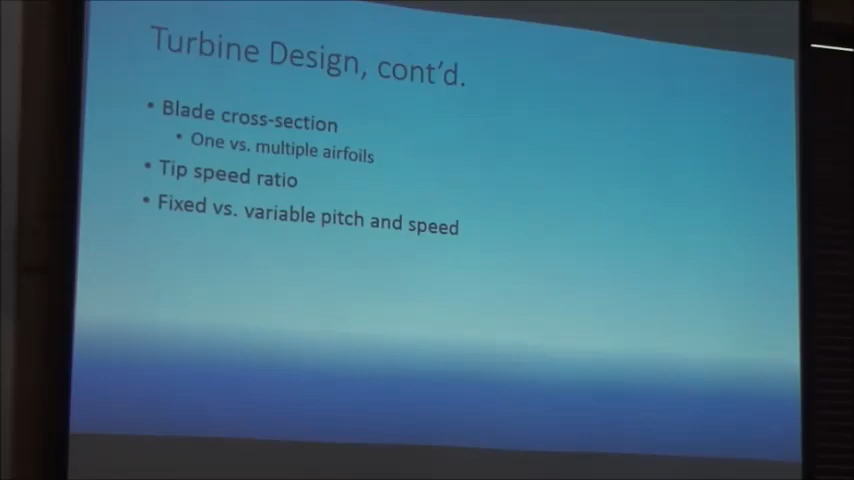 Turbine Design, cont'd.
• Blade cross-section
• One vs. multiple airfoils
• Tip speed ratio
• Fixed vs. variable pitch and speed